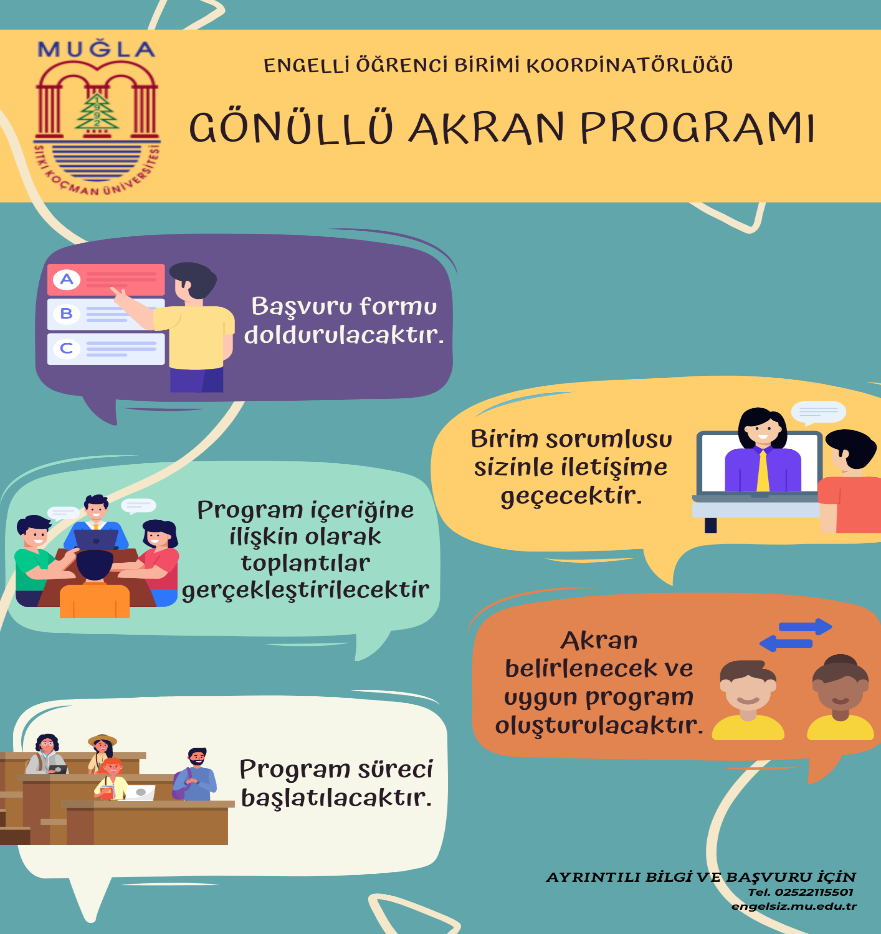 MUĞLA
1992
SITKI KOÇMAN ÜNİVERSİTESİ
ENGELLİ ÖĞRENCİ BİRİMİ KOORDİNATÖRLÜĞÜ
GÖNÜLLÜ AKRAN PROGRAMI
A
B
C
Başvuru formu
doldurulacaktır.
Birim sorumlusu
sizinle iletişime
geçecektir.
Program içeriğine
ilişkin olarak
toplantılar
gerçekleştirilecektir
Akran
belirlenecek ve
uygun program
oluşturulacaktır.
Program süreci
başlatılacaktır.
AYRINTILI BİLGİ VE BAŞVURU İÇİN
Tel. 02522115501
engelsiz.mu.edu.tr